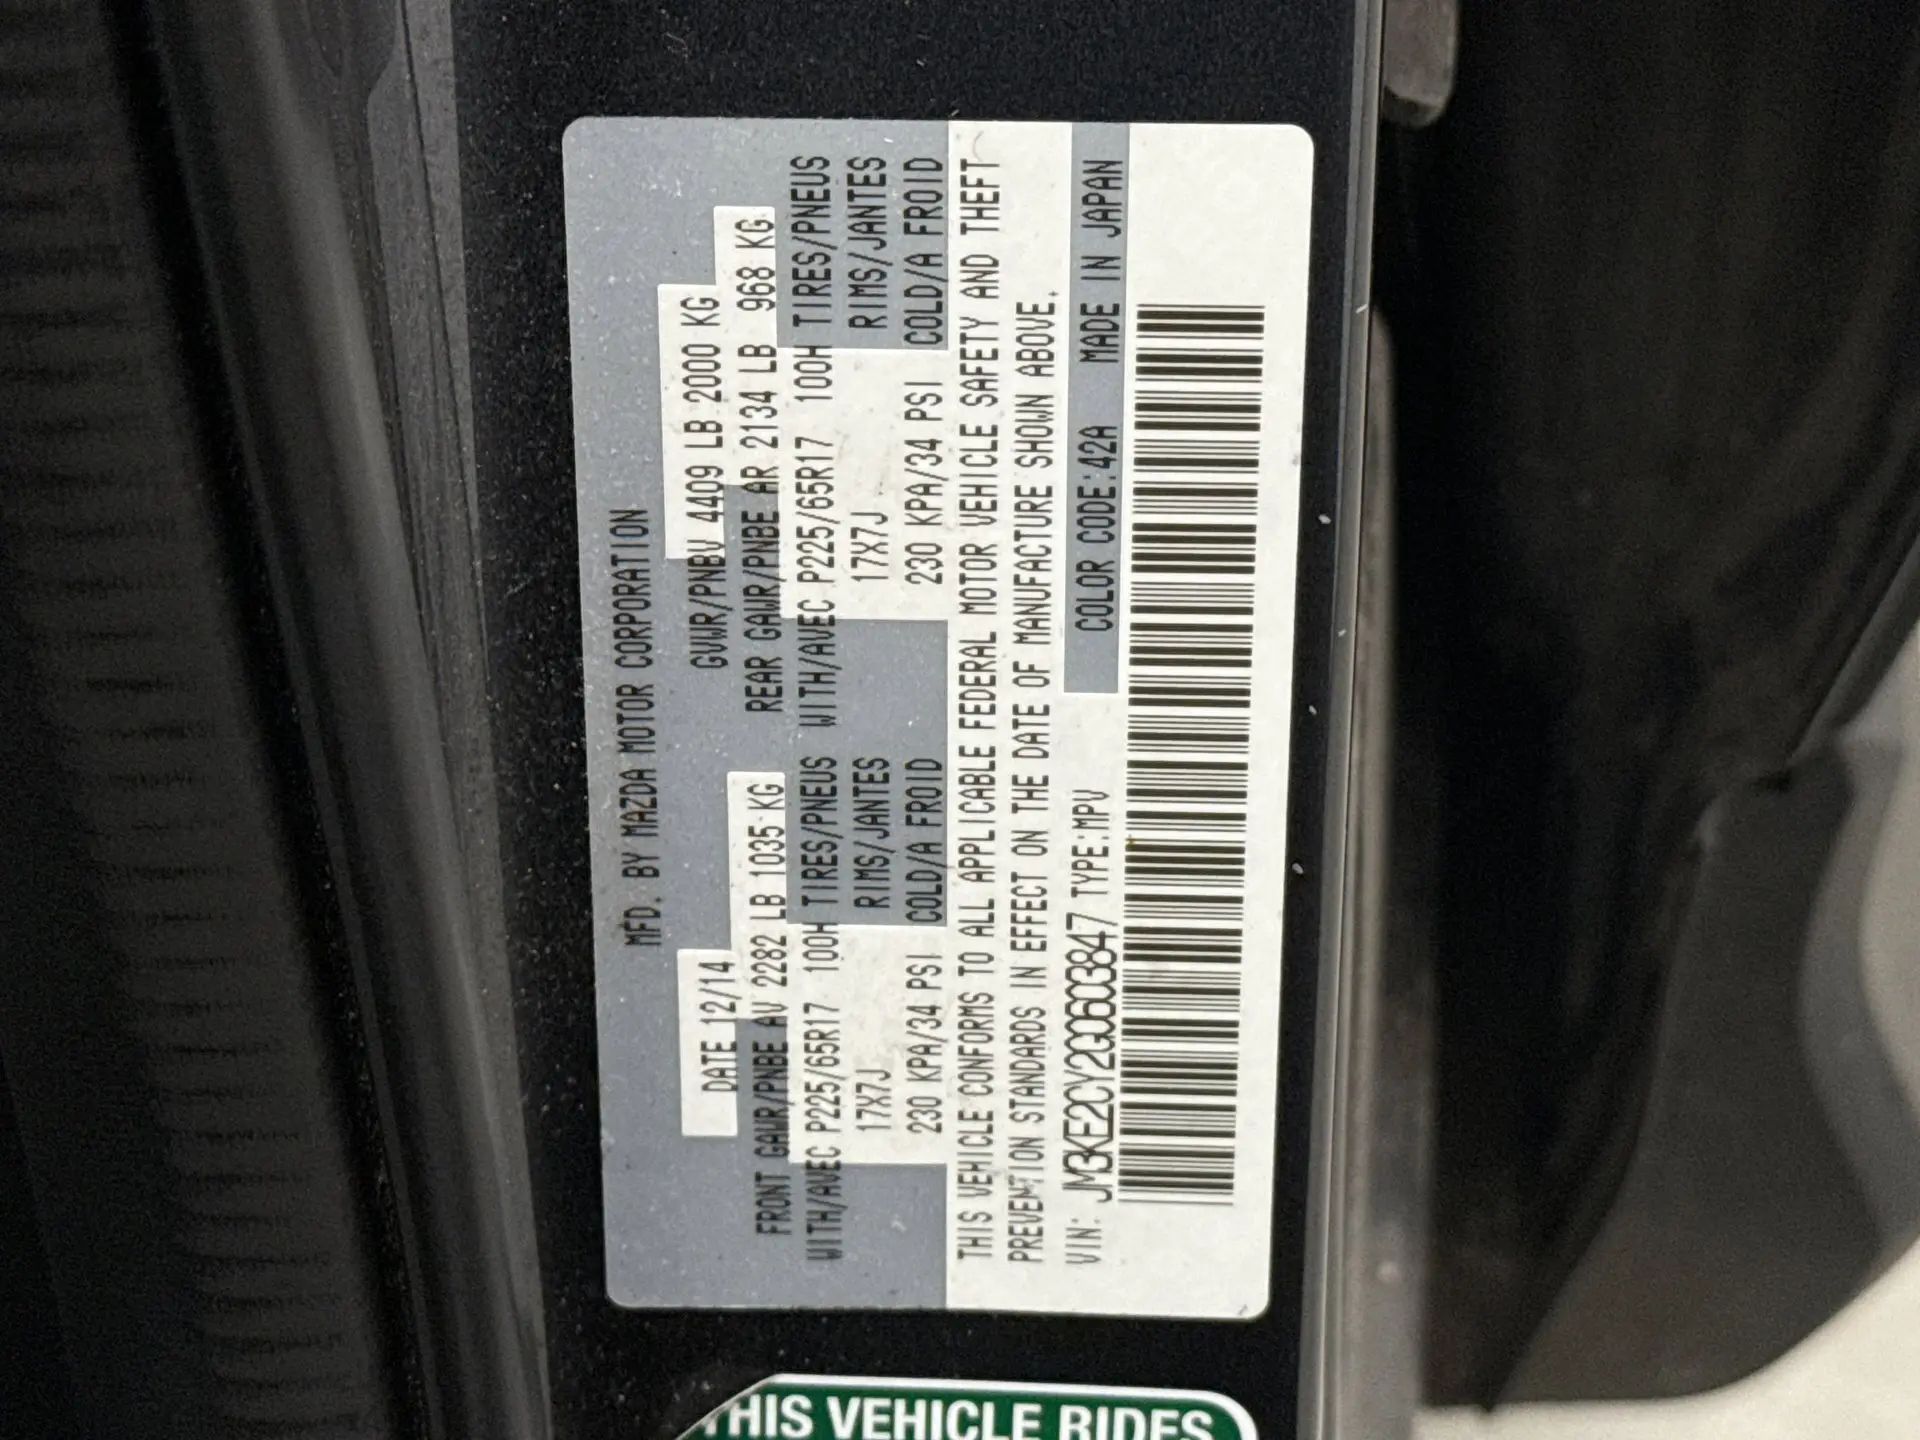 MFD. BY MAZDA MOTOR CORPORATION
DATE 12/14 GVWR/PNBV 4409 LB 2000 KG
FRONT GAWR/PNBE AV 2282 LB 1035 KG REAR GAWR/PNBE AR 2134 LB 968 KG
WITH/AVEC P225/65R17 100H TIRES/PNEUS WITH/AVEC P225/65R17 100H TIRES/PNEUS
17X7J RIMS/JANTES 17X7J RIMS/JANTES
230 KPA/34 PSI COLD/A FROID 230 KPA/34 PSI COLD/A FROID
THIS VEHICLE CONFORMS TO ALL APPLICABLE FEDERAL MOTOR VEHICLE SAFETY AND THEFT
PREVENTION STANDARDS IN EFFECT ON THE DATE OF MANUFACTURE SHOWN ABOVE.
VIN: JM3KE2CY2G0603847 TYPE:MPV COLOR CODE:42A MADE IN JAPAN
THIS VEHICLE RIDES